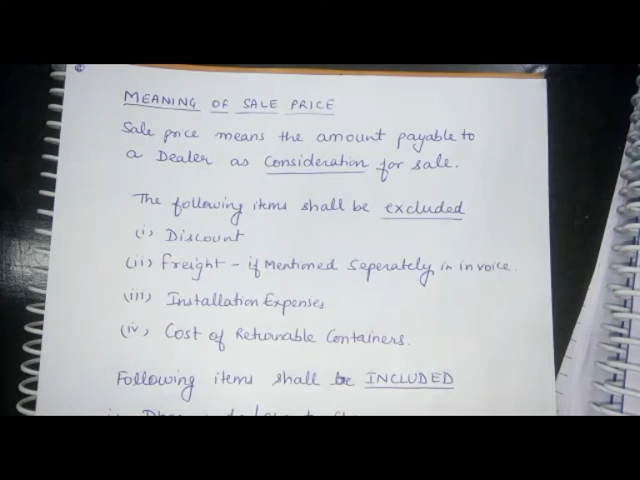 MEANING OF SALE PRICE
Sale price means the amount payable to
a Dealer as Consideration for sale.
The following items shall be excluded
(i) Discount
(ii) Freight - if Mentioned Seperately in invoice.
(iii) Installation Expenses
(iv) Cost of Returnable Containers.
Following items shall be INCLUDED